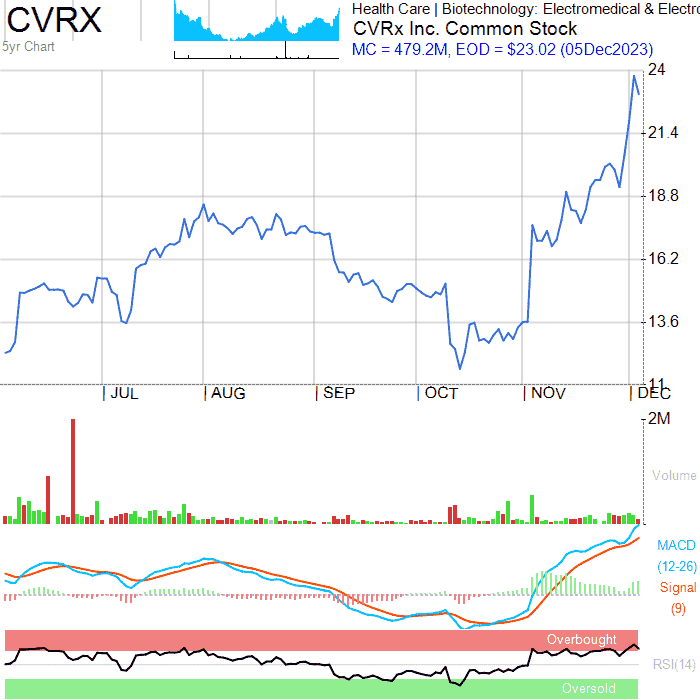 CVRX
5yr Chart
Health Care | Biotechnology: Electromedical & Electro
CVRx Inc. Common Stock
MC = 479.2M, EOD = $23.02 (05Dec2023)
24
21.4
18.8
16.2
13.6
11
JUL
AUG
SEP
OCT
NOV
DEC
2M
Volume
MACD
(12-26)
Signal
(9)
Overbought
RSI(14)
Oversold